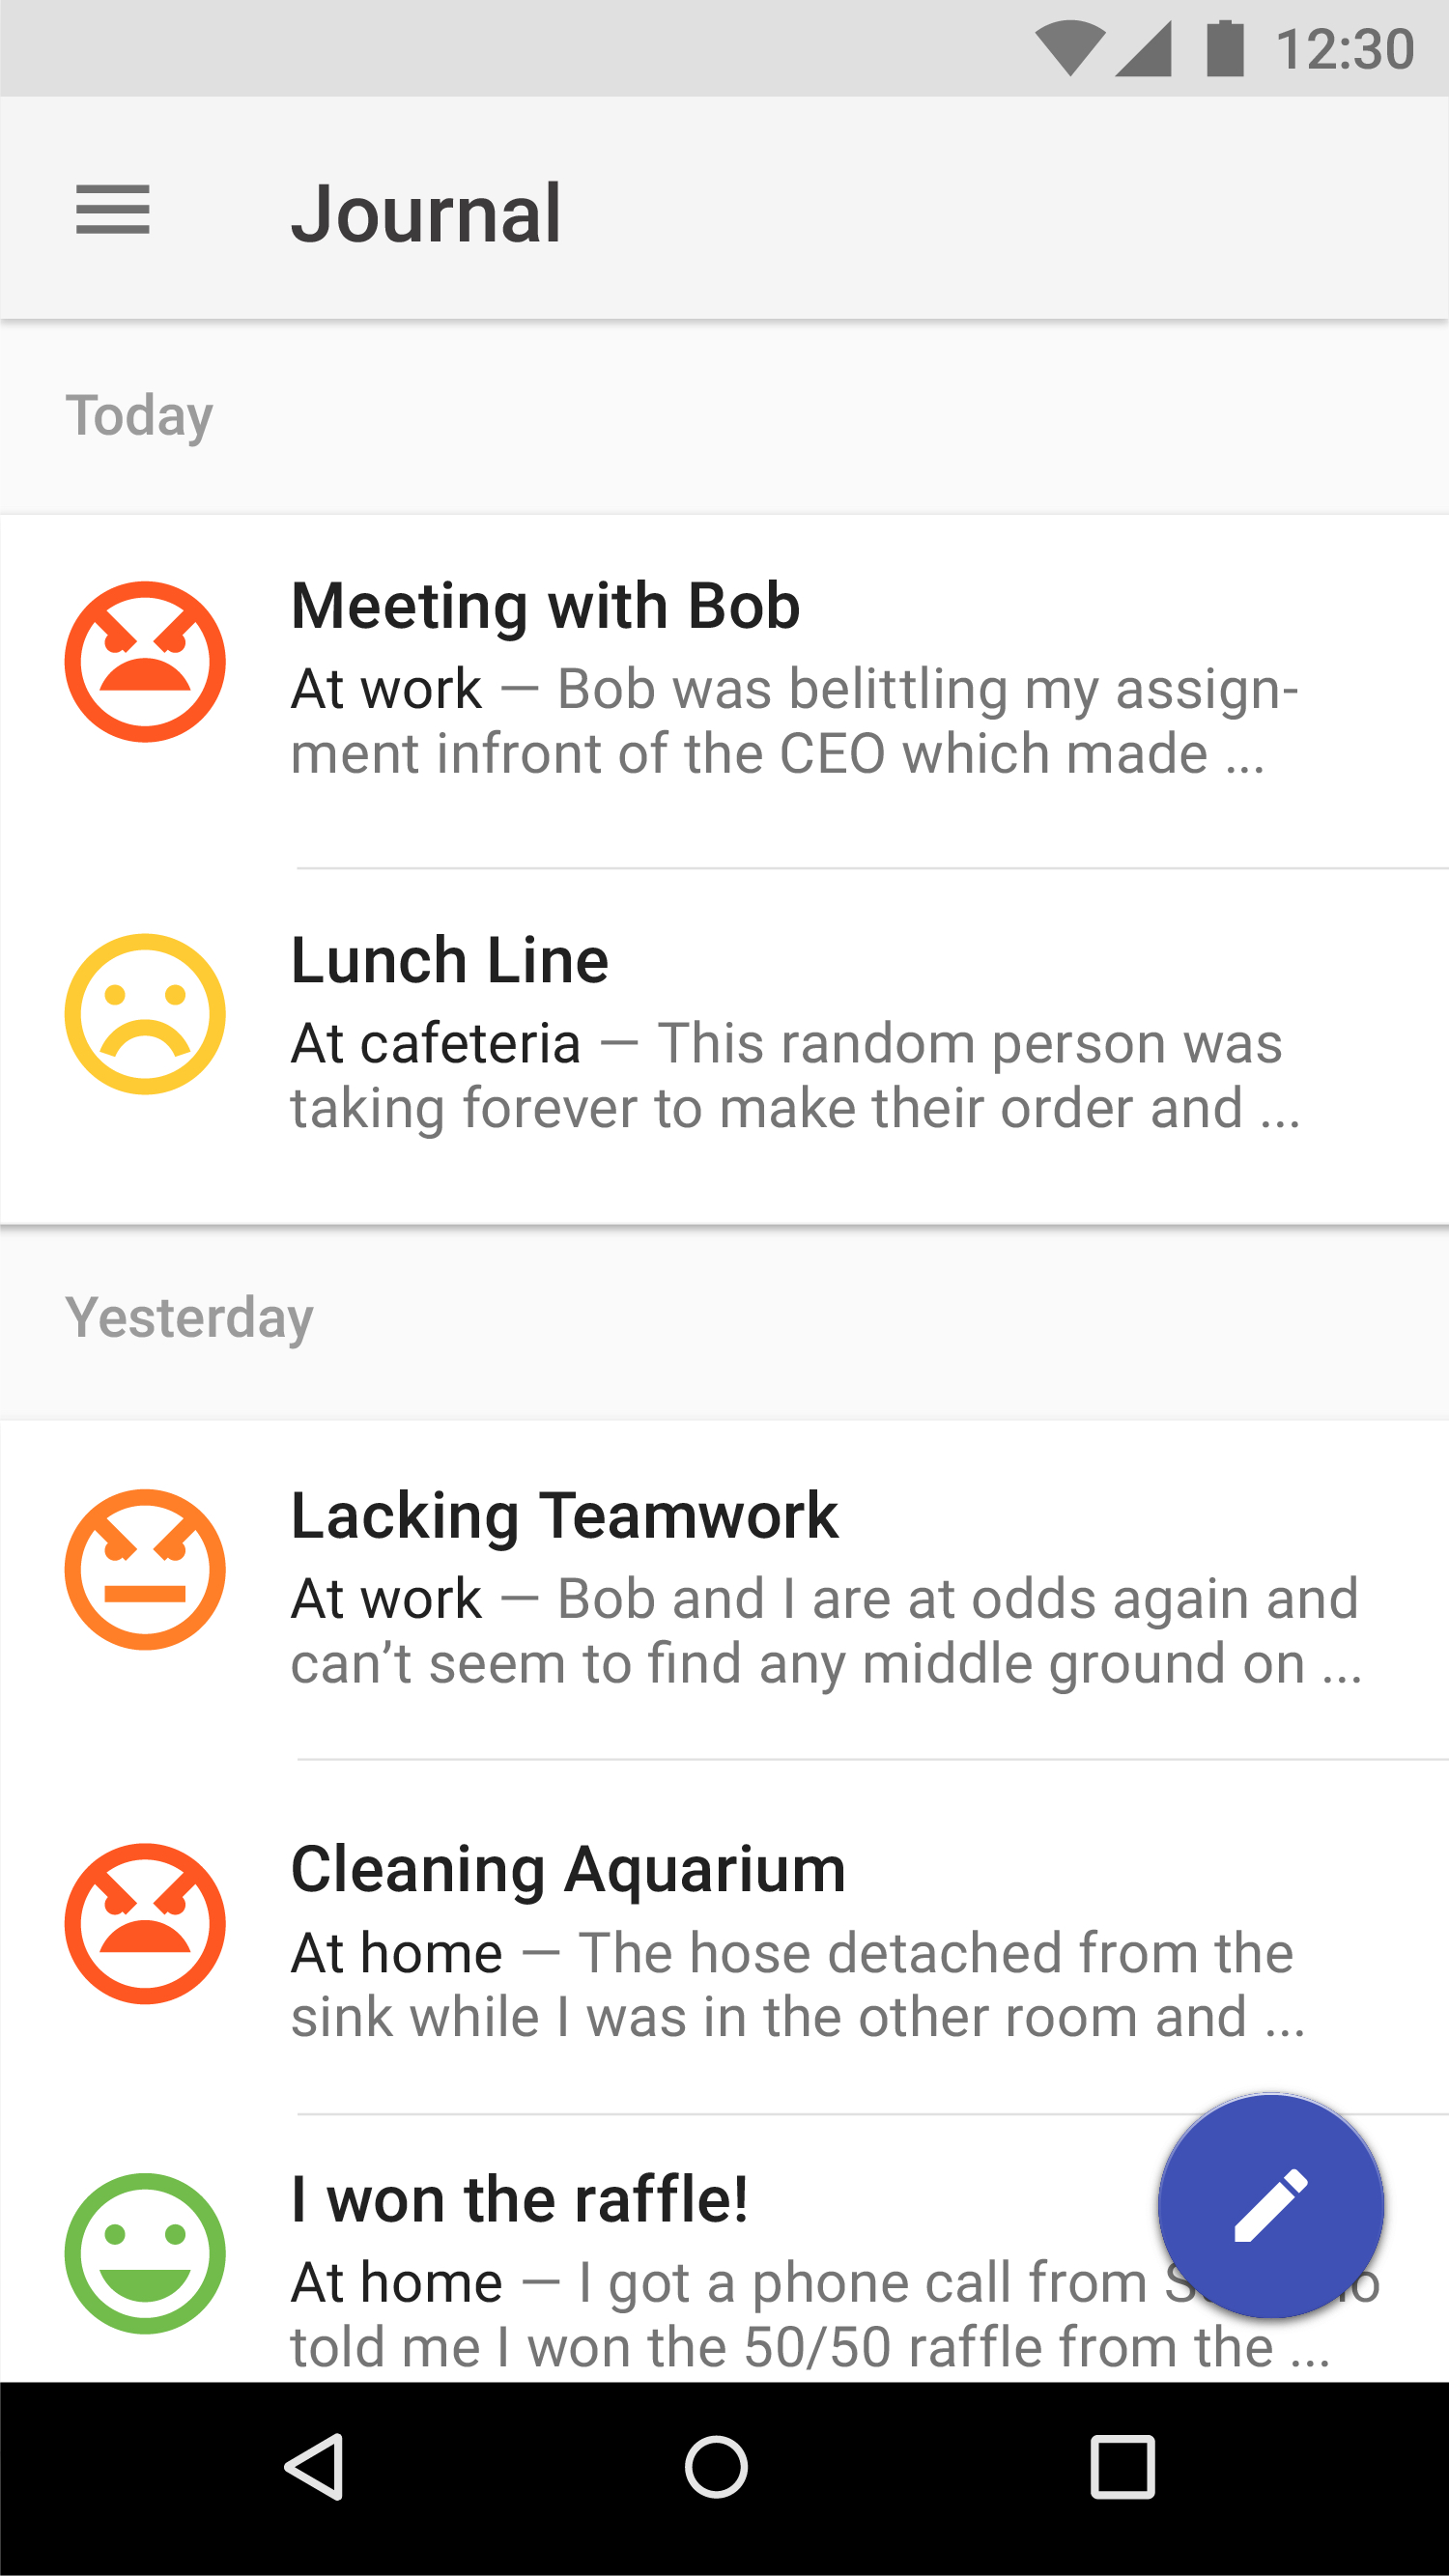 12:30
Journal
Today
Meeting with Bob
At work — Bob was belittling my assign-
ment infront of the CEO which made ...
Lunch Line
At cafeteria — This random person was
taking forever to make their order and ...
Yesterday
Lacking Teamwork
At work — Bob and I are at odds again and
can’t seem to find any middle ground on ...
Cleaning Aquarium
At home — The hose detached from the
sink while I was in the other room and ...
I won the raffle!
At home — I got a phone call from
told me I won the 50/50 raffle from the ...